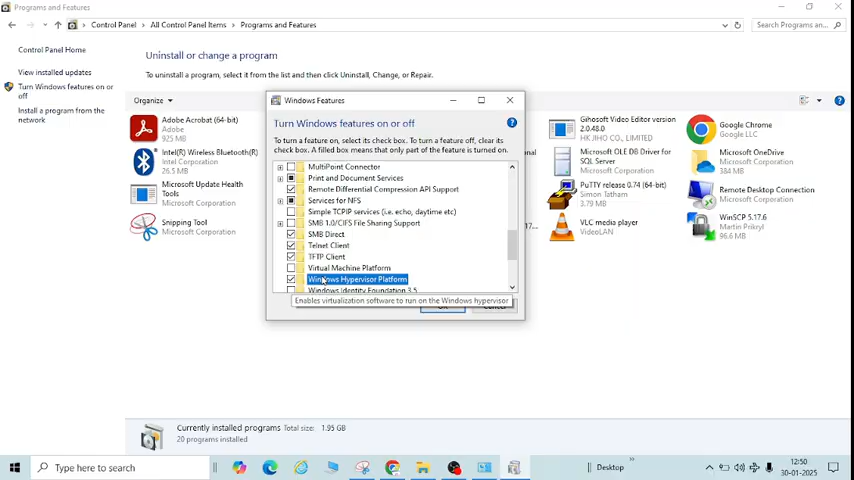 Programs and Features
Control Panel > All Control Panel Items > Programs and Features
Search Programs an...
Control Panel Home
View installed updates
Turn Windows features on or
off
Install a program from the
network
Uninstall or change a program
To uninstall a program, select it from the list and then click Uninstall, Change, or Repair.
Organize
Adobe Acrobat (64-bit)
Adobe
925 MB
Intel(R) Wireless Bluetooth(R)
Intel Corporation
26.5 MB
Microsoft Update Health
Tools
Microsoft Corporation
Snipping Tool
Microsoft Corporation
Windows Features
Turn Windows features on or off
To turn a feature on, select its check box. To turn a feature off, clear its
check box. A filled box means that only part of the feature is turned on.
MultiPoint Connector
Print and Document Services
Remote Differential Compression API Support
Services for NFS
Simple TCPIP services (i.e. echo, daytime etc)
SMB 1.0/CIFS File Sharing Support
SMB Direct
Telnet Client
TFTP Client
Virtual Machine Platform
Windows Hypervisor Platform
Windows Identity Foundation 3.5
Enables virtualization software to run on the Windows hypervisor
Gihosoft Video Editor version
2.0.48.0
HK JIHO CO., LIMITED
Microsoft OLE DB Driver for
SQL Server
Microsoft Corporation
PuTTY release 0.74 (64-bit)
Simon Tatham
3.79 MB
VLC media player
VideoLAN
Google Chrome
Google LLC
Microsoft OneDrive
Microsoft Corporation
384 MB
Remote Desktop Connection
Microsoft Corporation
WinSCP 5.17.6
Martin Prikryl
96.6 MB
Currently installed programs Total size: 1.95 GB
20 programs installed
Type here to search
Desktop
12:50
30-01-2025